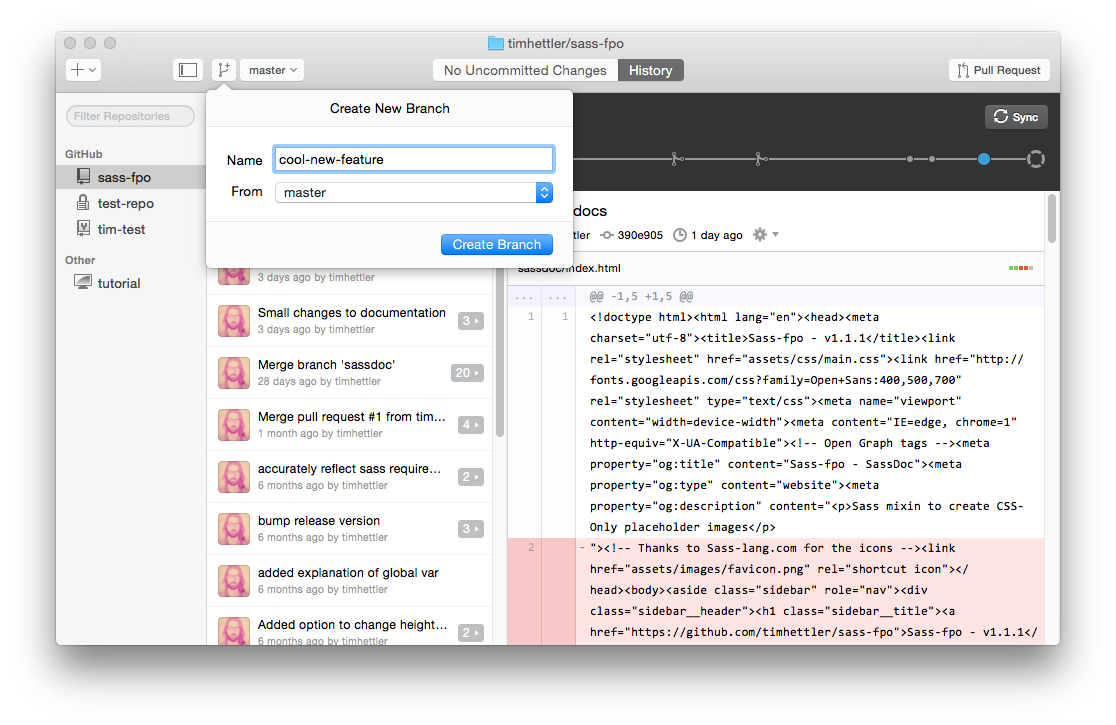 timhettler/sass-fpo
master
No Uncommitted Changes
History
Pull Request
Filter Repositories
GitHub
sass-fpo
test-repo
tim-test
Other
tutorial
Create New Branch
Name
cool-new-feature
From
master
Create Branch
Sync
3 days ago by timhettler
Small changes to documentation
3 days ago by timhettler
3
Merge branch 'sassdoc'
28 days ago by timhettler
20
Merge pull request #1 from tim…
1 month ago by timhettler
4
accurately reflect sass require…
6 months ago by timhettler
2
bump release version
6 months ago by timhettler
3
added explanation of global var
6 months ago by timhettler
Added option to change height…
6 months ago by timhettler
2
docs
tler
390e905
1 day ago
sassdoc/index.html
... ... @@ -1,5 +1,5 @@
1 1 <!doctype html><html lang="en"><head><meta
charset="utf-8"><title>Sass-fpo - v1.1.1</title><link
rel="stylesheet" href="assets/css/main.css"><link href="http://
fonts.googleapis.com/css?family=Open+Sans:400,500,700"
rel="stylesheet" type="text/css"><meta name="viewport"
content="width=device-width"><meta content="IE=edge, chrome=1"
http-equiv="X-UA-Compatible"><!-- Open Graph tags --><meta
property="og:title" content="Sass-fpo - SassDoc"><meta
property="og:type" content="website"><meta
property="og:description" content="<p>Sass mixin to create CSS-
Only placeholder images</p>
2 - "><!-- Thanks to Sass-lang.com for the icons --><link
href="assets/images/favicon.png" rel="shortcut icon"></
head><body><aside class="sidebar" role="nav"><div
class="sidebar__header"><h1 class="sidebar__title"><a
href="https://github.com/timhettler/sass-fpo">Sass-fpo - v1.1.1</